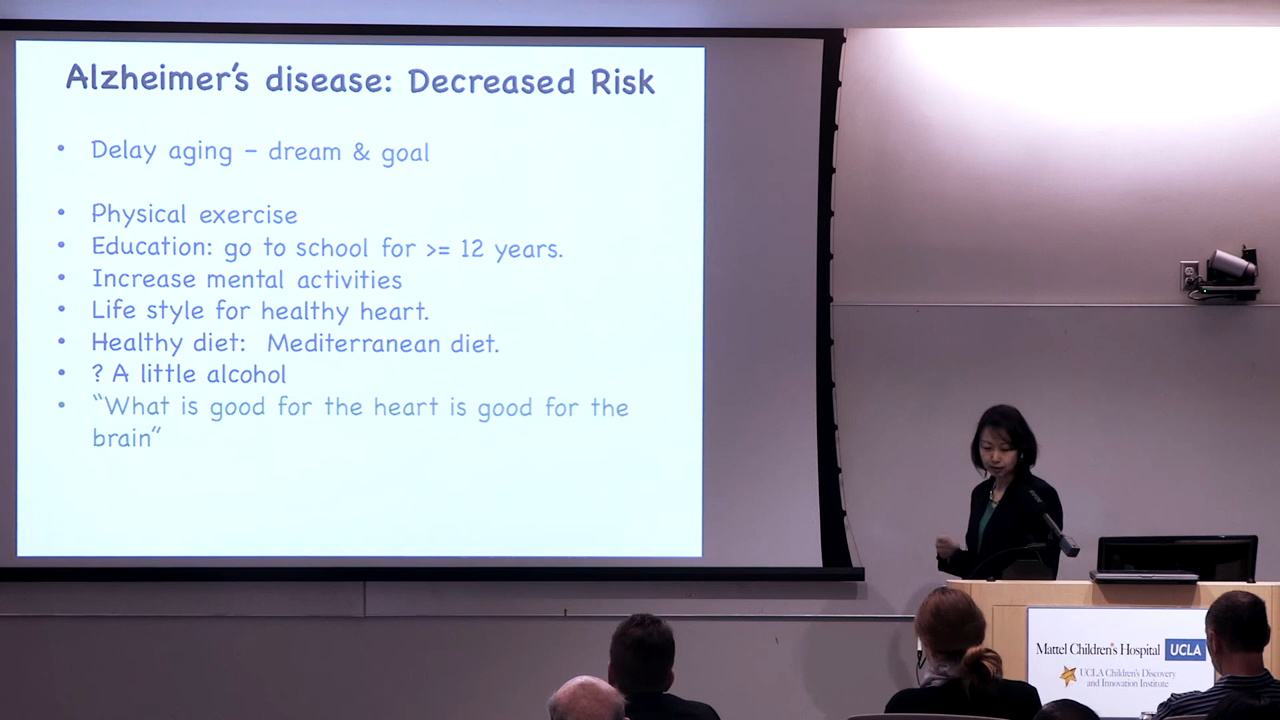 Alzheimer's disease: Decreased Risk
• Delay aging – dream & goal
• Physical exercise
• Education: go to school for >= 12 years.
• Increase mental activities
• Life style for healthy heart.
• Healthy diet: Mediterranean diet.
• ? A little alcohol
• "What is good for the heart is good for the
brain"
Mattel Children's Hospital UCLA
UCLA Children's Discovery
and Innovation Institute